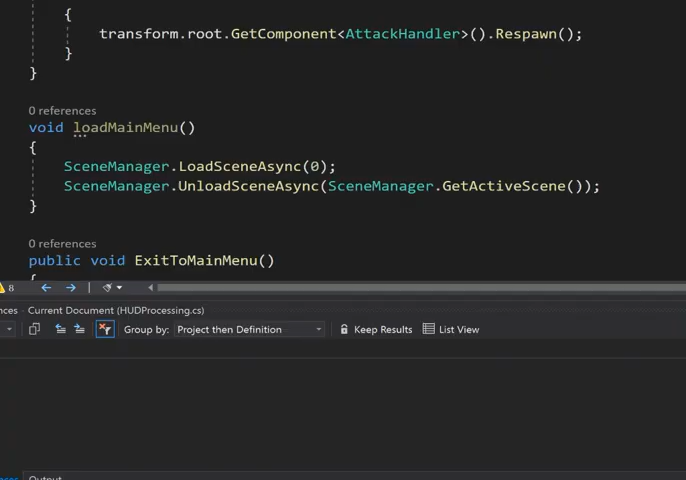 {
transform.root.GetComponent<AttackHandler>().Respawn();
}
}
0 references
void loadMainMenu()
{
SceneManager.LoadSceneAsync(0);
SceneManager.UnloadSceneAsync(SceneManager.GetActiveScene());
}
0 references
public void ExitToMainMenu()
{
8
Current Document (HUDProcessing.cs)
Group by: Project then Definition Keep Results List View
Output